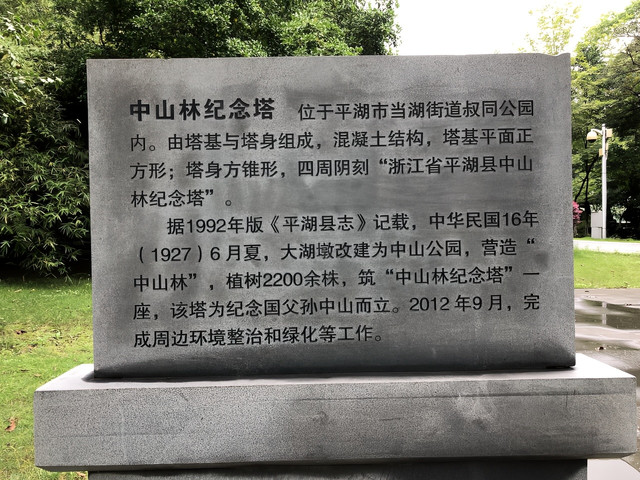 中山林纪念塔 位于平湖市当湖街道叔同公园
内。由塔基与塔身组成，混凝土结构，塔基平面正
方形；塔身方锥形，四周阴刻“浙江省平湖县中山
林纪念塔”。
据1992年版《平湖县志》记载，中华民国16年
（1927）6月夏，大湖墩改建为中山公园，营造“
中山林”，植树2200余株，筑“中山林纪念塔”一
座，该塔为纪念国父孙中山而立。2012年9月，完
成周边环境整治和绿化等工作。